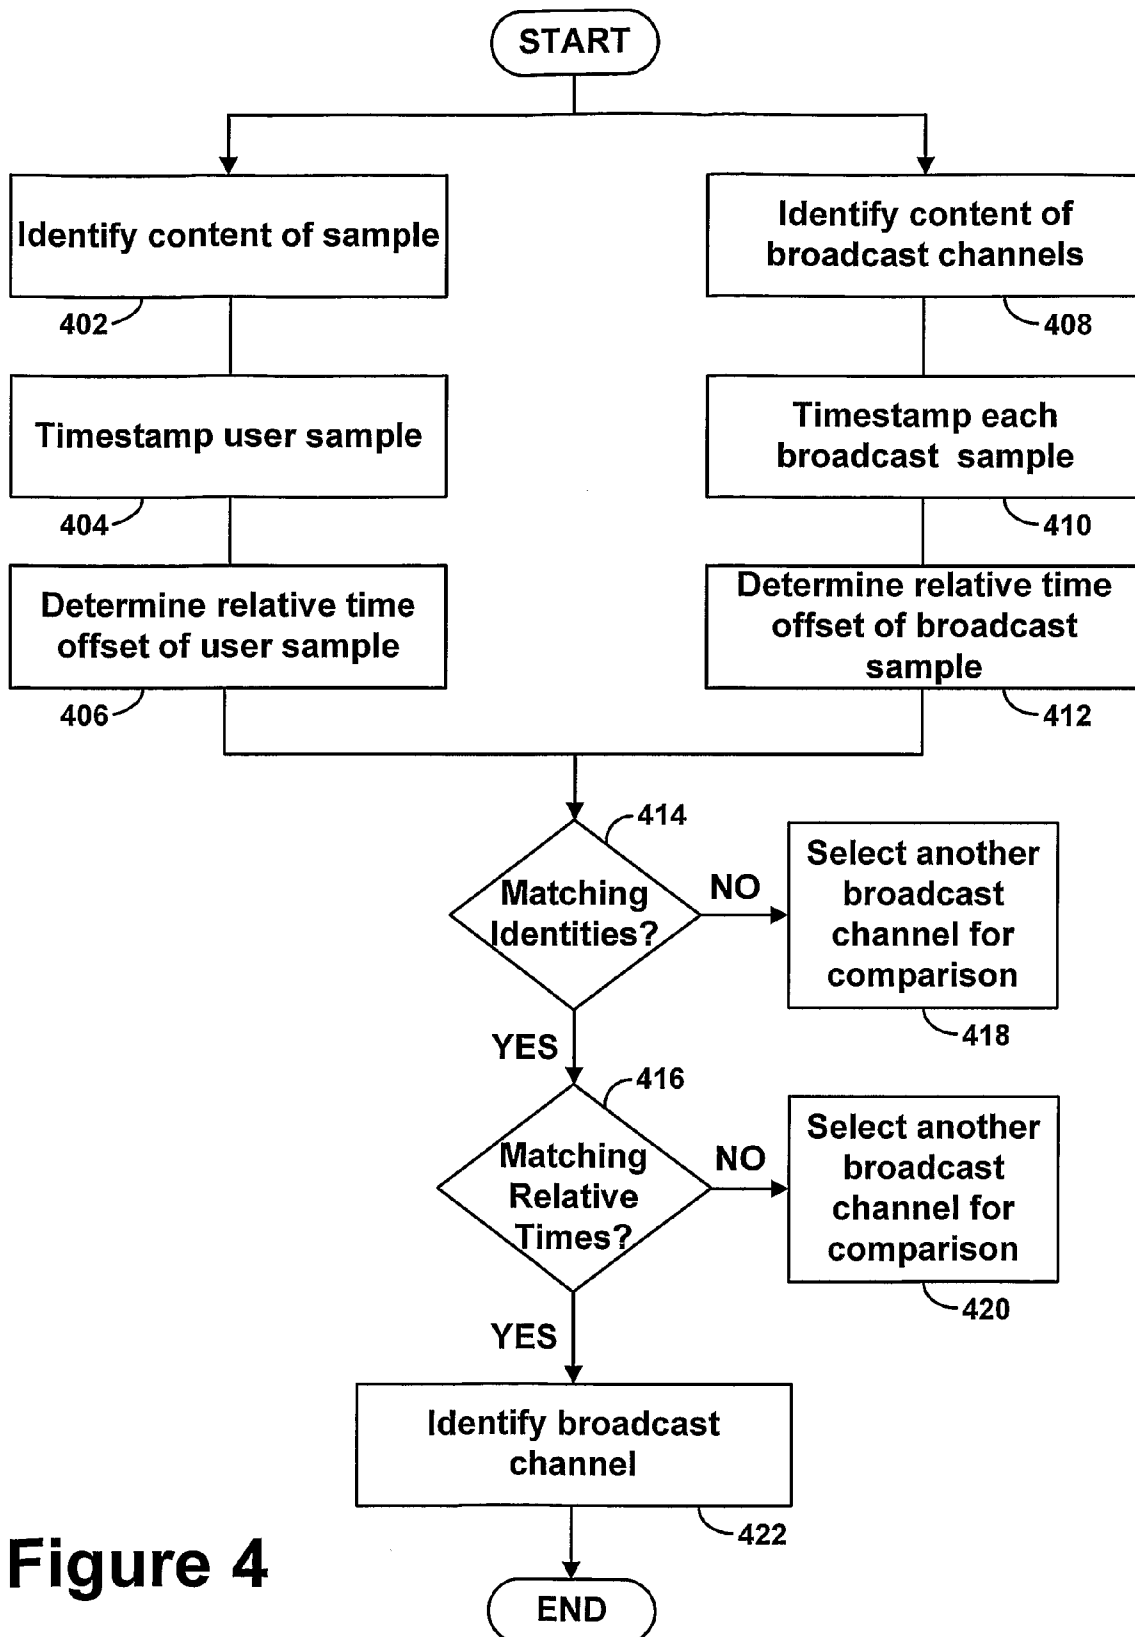 START
Identify content of sample
402
Identify content of
broadcast channels
408
Timestamp user sample
404
Timestamp each
broadcast sample
410
Determine relative time
offset of user sample
406
Determine relative time
offset of broadcast
sample
412
414
Matching
Identities?
NO
Select another
broadcast
channel for
comparison
418
YES
416
Matching
Relative
Times?
NO
Select another
broadcast
channel for
comparison
420
YES
Identify broadcast
channel
422
END
Figure 4